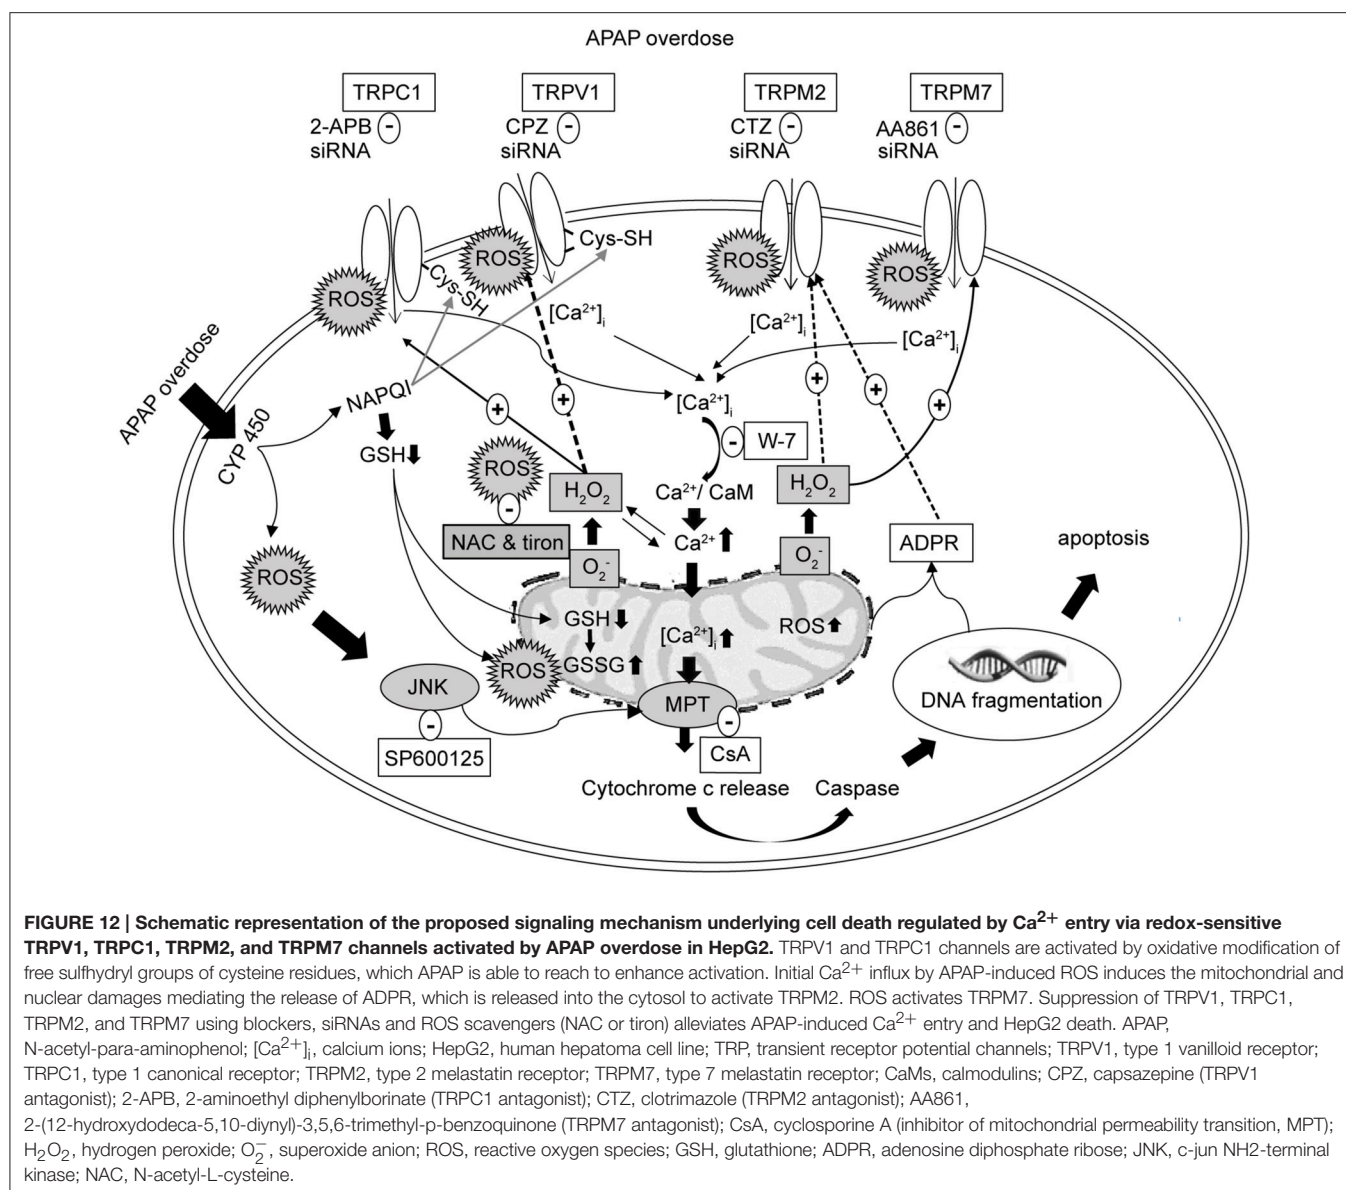 APAP overdose
TRPC1
TRPV1
TRPM2
TRPM7
2-APB -
siRNA
CPZ -
siRNA
CTZ -
siRNA
AA861 -
siRNA
ROS
Cys-SH
ROS
Cys-SH
ROS
ROS
[Ca²⁺]ᵢ
[Ca²⁺]ᵢ
[Ca²⁺]ᵢ
APAP overdose
CYP 450
NAPQI
GSH
+
+
+
+
+
[Ca²⁺]ᵢ
- W-7
ROS
-
NAC & tiron
H₂O₂
O₂⁻
Ca²⁺/ CaM
Ca²⁺
H₂O₂
O₂⁻
ADPR
apoptosis
ROS
GSH
GSSG
ROS
[Ca²⁺]ᵢ
ROS
MPT
-
CsA
JNK
-
SP600125
DNA fragmentation
Cytochrome c release
Caspase
FIGURE 12 | Schematic representation of the proposed signaling mechanism underlying cell death regulated by Ca²⁺ entry via redox-sensitive
TRPV1, TRPC1, TRPM2, and TRPM7 channels activated by APAP overdose in HepG2. TRPV1 and TRPC1 channels are activated by oxidative modification of
free sulfhydryl groups of cysteine residues, which APAP is able to reach to enhance activation. Initial Ca²⁺ influx by APAP-induced ROS induces the mitochondrial and
nuclear damages mediating the release of ADPR, which is released into the cytosol to activate TRPM2. ROS activates TRPM7. Suppression of TRPV1, TRPC1,
TRPM2, and TRPM7 using blockers, siRNAs and ROS scavengers (NAC or tiron) alleviates APAP-induced Ca²⁺ entry and HepG2 death. APAP,
N-acetyl-para-aminophenol; [Ca²⁺]ᵢ, calcium ions; HepG2, human hepatoma cell line; TRP, transient receptor potential channels; TRPV1, type 1 vanilloid receptor;
TRPC1, type 1 canonical receptor; TRPM2, type 2 melastatin receptor; TRPM7, type 7 melastatin receptor; CaMs, calmodulins; CPZ, capsazepine (TRPV1
antagonist); 2-APB, 2-aminoethyl diphenylborinate (TRPC1 antagonist); CTZ, clotrimazole (TRPM2 antagonist); AA861,
2-(12-hydroxydodeca-5,10-diynyl)-3,5,6-trimethyl-p-benzoquinone (TRPM7 antagonist); CsA, cyclosporine A (inhibitor of mitochondrial permeability transition, MPT);
H₂O₂, hydrogen peroxide; O₂⁻, superoxide anion; ROS, reactive oxygen species; GSH, glutathione; ADPR, adenosine diphosphate ribose; JNK, c-jun NH2-terminal
kinase; NAC, N-acetyl-L-cysteine.